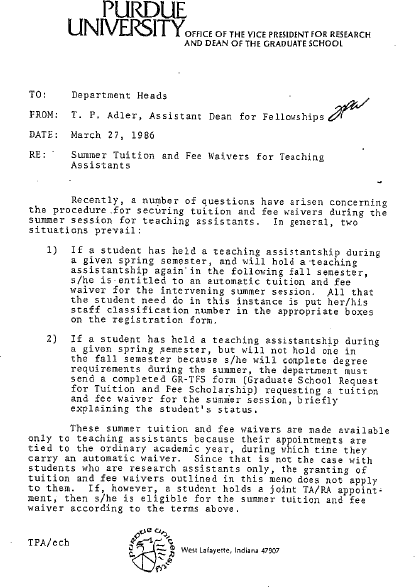 PURDUE
UNIVERSITY OFFICE OF THE VICE PRESIDENT FOR RESEARCH
AND DEAN OF THE GRADUATE SCHOOL
TO: Department Heads
FROM: T. P. Adler, Assistant Dean for Fellowships
DATE: March 27, 1986
RE: Summer Tuition and Fee Waivers for Teaching
Assistants
Recently, a number of questions have arisen concerning
the procedure for securing tuition and fee waivers during the
summer session for teaching assistants. In general, two
situations prevail:
1) If a student has held a teaching assistantship during
a given spring semester, and will hold a teaching
assistantship again in the following fall semester,
s/he is entitled to an automatic tuition and fee
waiver for the intervening summer session. All that
the student need do in this instance is put her/his
staff classification number in the appropriate boxes
on the registration form.
2) If a student has held a teaching assistantship during
a given spring semester, but will not hold one in
the fall semester because s/he will complete degree
requirements during the summer, the department must
send a completed GR-TFS form (Graduate School Request
for Tuition and Fee Scholarship) requesting a tuition
and fee waiver for the summer session, briefly
explaining the student's status.
These summer tuition and fee waivers are made available
only to teaching assistants because their appointments are
tied to the ordinary academic year, during which time they
carry an automatic waiver. Since that is not the case with
students who are research assistants only, the granting of
tuition and fee waivers outlined in this memo does not apply
to them. If, however, a student holds a joint TA/RA appoint-
ment, then s/he is eligible for the summer tuition and fee
waiver according to the terms above.
TPA/ech
PURDUE UNIVERSITY
West Lafayette, Indiana 47907